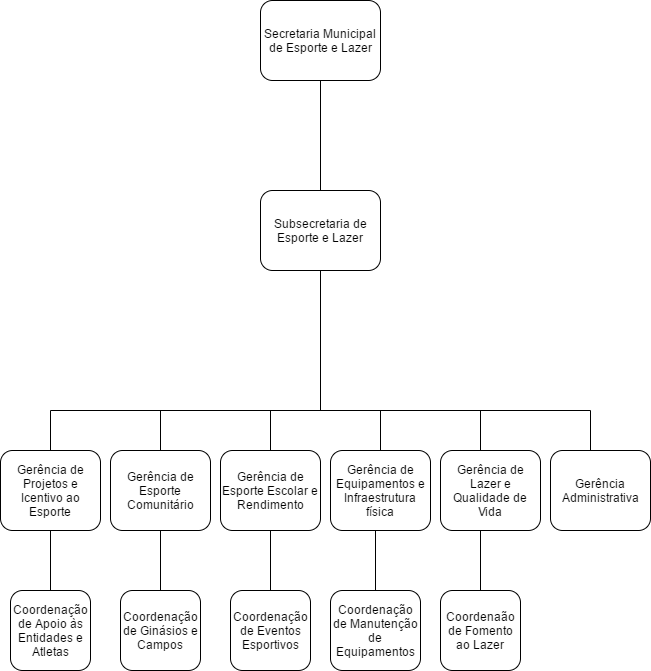 Secretaria Municipal
de Esporte e Lazer
Subsecretaria de
Esporte e Lazer
Gerência de
Projetos e
Icentivo ao
Esporte
Gerência de
Esporte
Comunitário
Gerência de
Esporte Escolar e
Rendimento
Gerência de
Equipamentos e
Infraestrutura
física
Gerência de
Lazer e
Qualidade de
Vida
Gerência
Administrativa
Coordenação
de Apoio às
Entidades e
Atletas
Coordenação
de Ginásios e
Campos
Coordenação
de Eventos
Esportivos
Coordenação
de Manutenção
de
Equipamentos
Coordenaão
de Fomento
ao Lazer